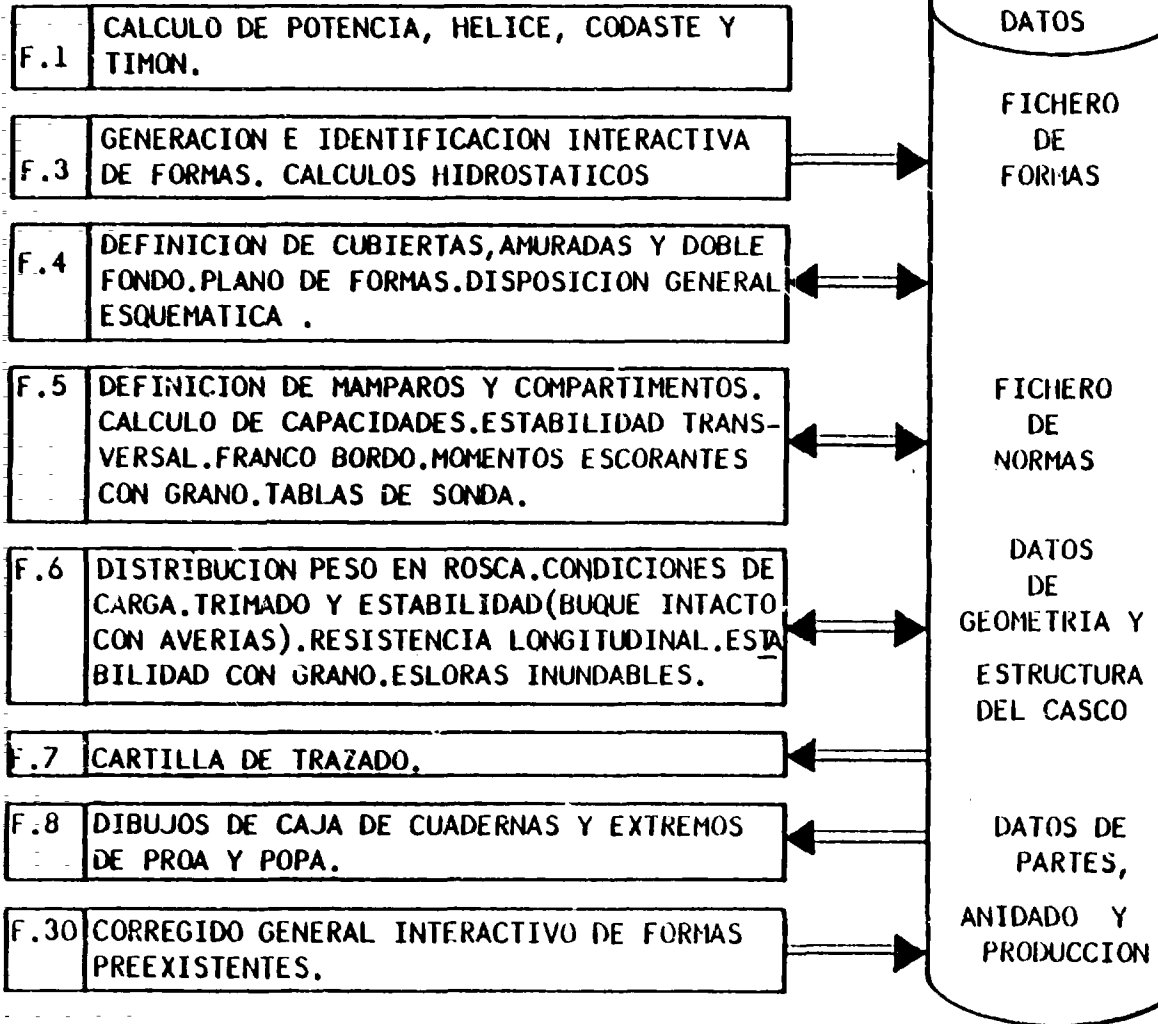 F.1
CALCULO DE POTENCIA, HELICE, CODASTE Y
TIMON.
F.3
GENERACION E IDENTIFICACION INTERACTIVA
DE FORMAS. CALCULOS HIDROSTATICOS
F.4
DEFINICION DE CUBIERTAS,AMURADAS Y DOBLE
FONDO.PLANO DE FORMAS.DISPOSICION GENERAL
ESQUEMATICA .
F.5
DEFINICION DE MAMPAROS Y COMPARTIMENTOS.
CALCULO DE CAPACIDADES.ESTABILIDAD TRANS-
VERSAL.FRANCO BORDO.MOMENTOS ESCORANTES
CON GRANO.TABLAS DE SONDA.
F.6
DISTRIBUCION PESO EN ROSCA.CONDICIONES DE
CARGA.TRIMADO Y ESTABILIDAD(BUQUE INTACTO
CON AVERIAS).RESISTENCIA LONGITUDINAL.ESTA
BILIDAD CON GRANO.ESLORAS INUNDABLES.
F.7
CARTILLA DE TRAZADO.
F.8
DIBUJOS DE CAJA DE CUADERNAS Y EXTREMOS
DE PROA Y POPA.
F.30
CORREGIDO GENERAL INTERACTIVO DE FORMAS
PREEXISTENTES.
DATOS
FICHERO
DE
FORMAS
FICHERO
DE
NORMAS
DATOS
DE
GEOMETRIA Y
ESTRUCTURA
DEL CASCO
DATOS DE
PARTES,
ANIDADO Y
PRODUCCION